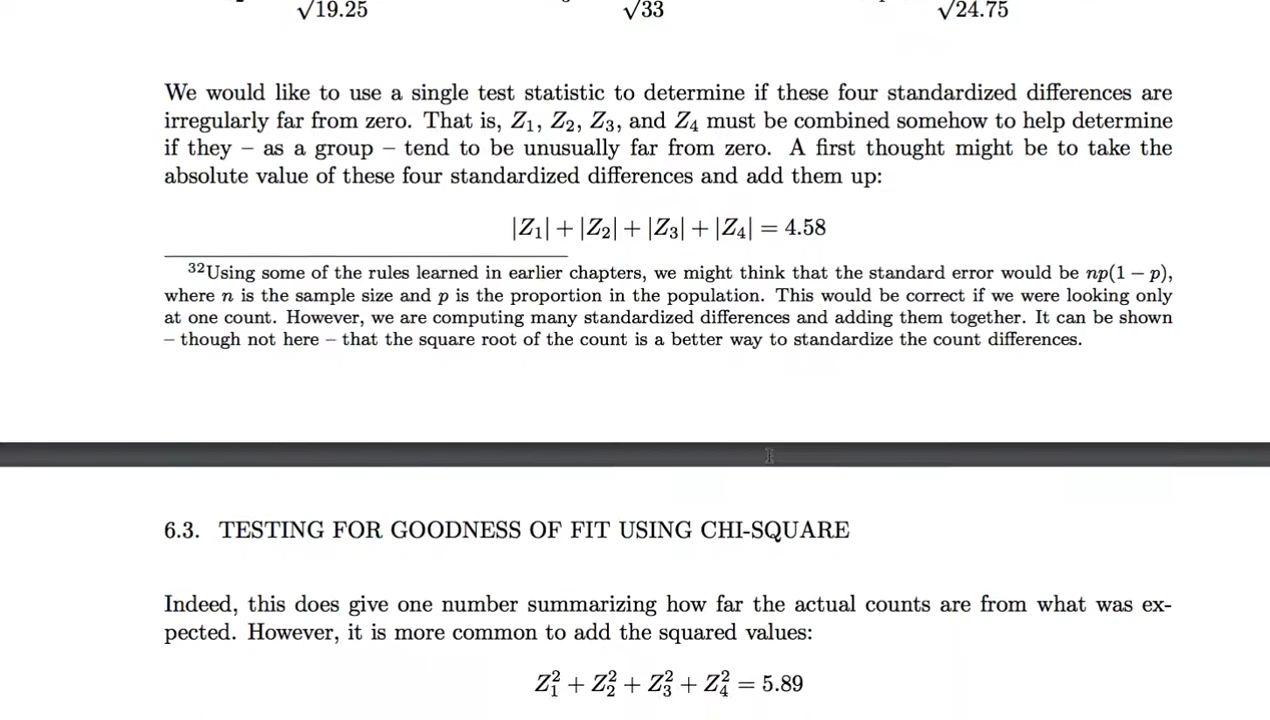 √19.25 √33 √24.75
We would like to use a single test statistic to determine if these four standardized differences are
irregularly far from zero. That is, Z₁, Z₂, Z₃, and Z₄ must be combined somehow to help determine
if they – as a group – tend to be unusually far from zero. A first thought might be to take the
absolute value of these four standardized differences and add them up:
|Z₁| + |Z₂| + |Z₃| + |Z₄| = 4.58
³²Using some of the rules learned in earlier chapters, we might think that the standard error would be np(1 − p),
where n is the sample size and p is the proportion in the population. This would be correct if we were looking only
at one count. However, we are computing many standardized differences and adding them together. It can be shown
– though not here – that the square root of the count is a better way to standardize the count differences.
6.3. TESTING FOR GOODNESS OF FIT USING CHI-SQUARE
Indeed, this does give one number summarizing how far the actual counts are from what was ex-
pected. However, it is more common to add the squared values:
Z₁² + Z₂² + Z₃² + Z₄² = 5.89